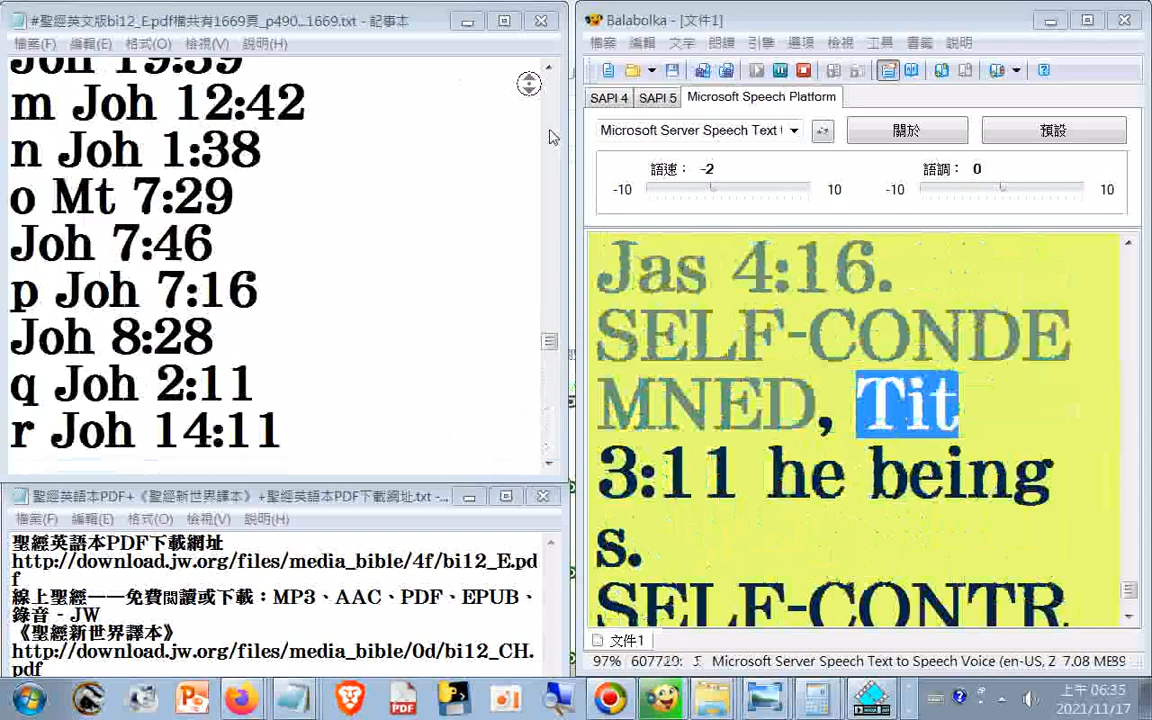 #聖經英文版bi12_E.pdf檔共有1669頁_p490...1669.txt - 記事本
檔案(F) 編輯(E) 格式(O) 檢視(V) 說明(H)
Joh 19:39
m Joh 12:42
n Joh 1:38
o Mt 7:29
Joh 7:46
p Joh 7:16
Joh 8:28
q Joh 2:11
r Joh 14:11
聖經英語本PDF+《聖經新世界譯本》+聖經英語本PDF下載網址.txt - ...
檔案(F) 編輯(E) 格式(O) 檢視(V) 說明(H)
聖經英語本PDF下載網址
http://download.jw.org/files/media_bible/4f/bi12_E.pd
f
線上聖經——免費閱讀或下載：MP3、AAC、PDF、EPUB、
錄音 - JW
《聖經新世界譯本》
http://download.jw.org/files/media_bible/0d/bi12_CH.
pdf
Balabolka - [文件1]
檔案 編輯 文字 朗讀 引擎 選項 檢視 工具 書籤 說明
SAPI 4 SAPI 5 Microsoft Speech Platform
Microsoft Server Speech Text 關於 預設
語速： -2 語調： 0
-10 10 -10 10
Jas 4:16.
SELF-CONDE
MNED, Tit
3:11 he being
s.
SELF-CONTR
文件1
97% Microsoft Server Speech Text to Speech Voice (en-US, Z 7.08 MB
上午 06:35
2021/11/17